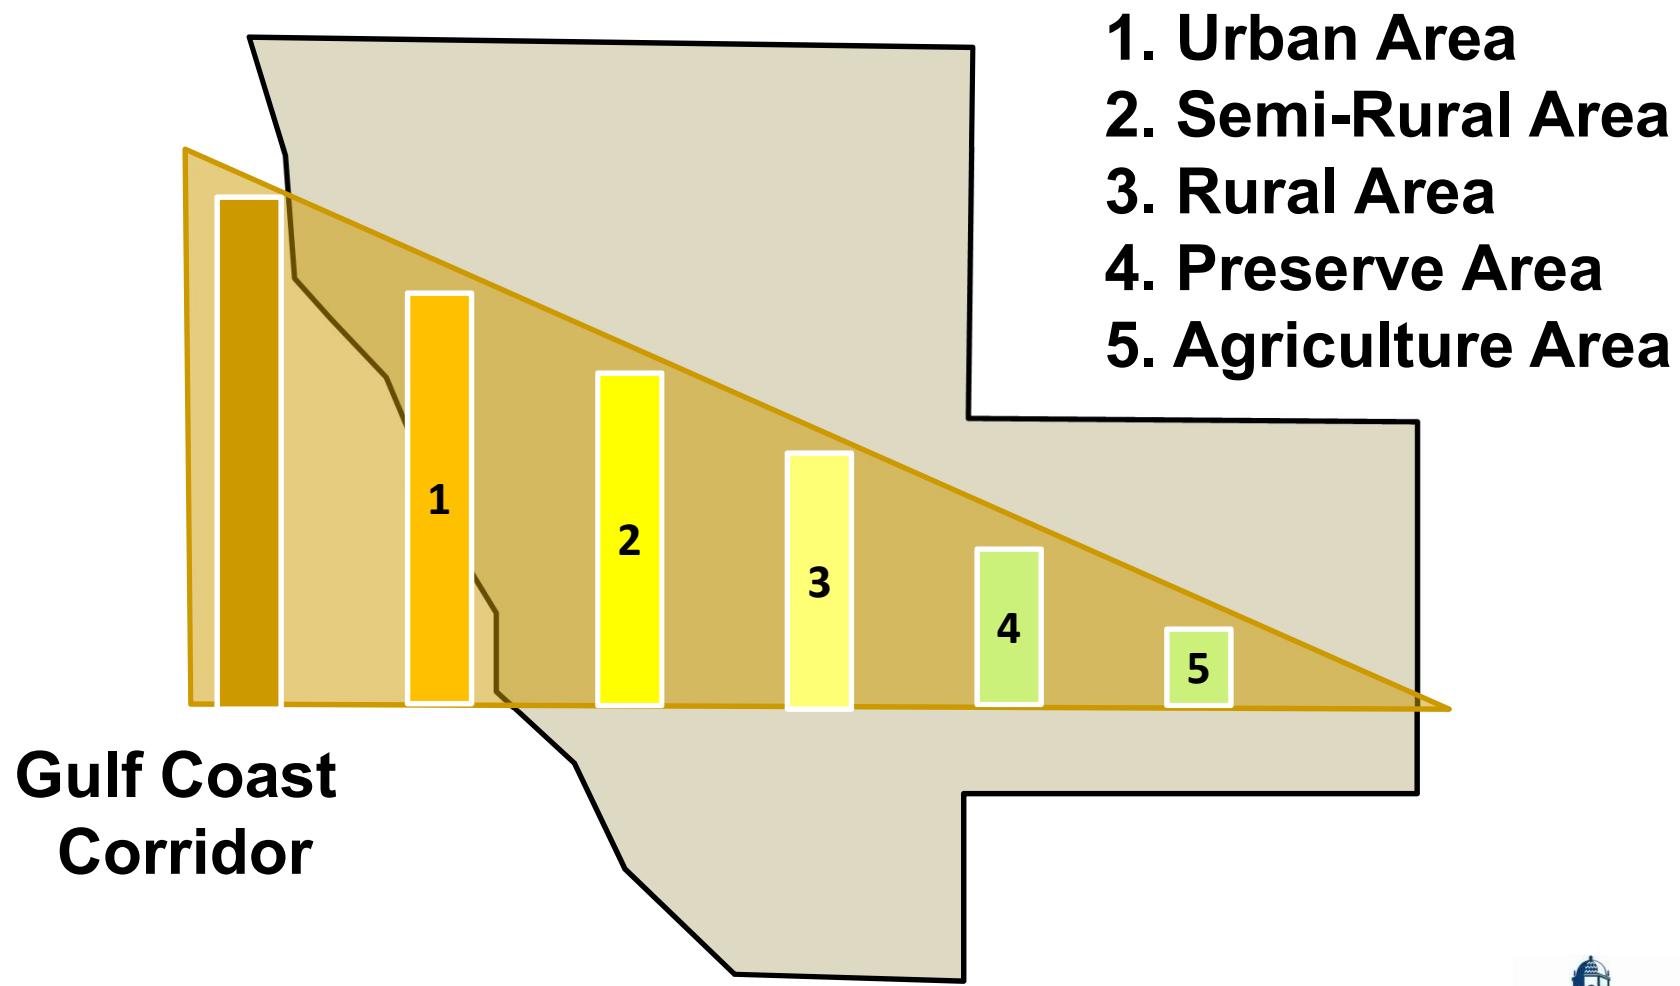 1. Urban Area
2. Semi-Rural Area
3. Rural Area
4. Preserve Area
5. Agriculture Area
1
2
3
4
5
Gulf Coast
Corridor